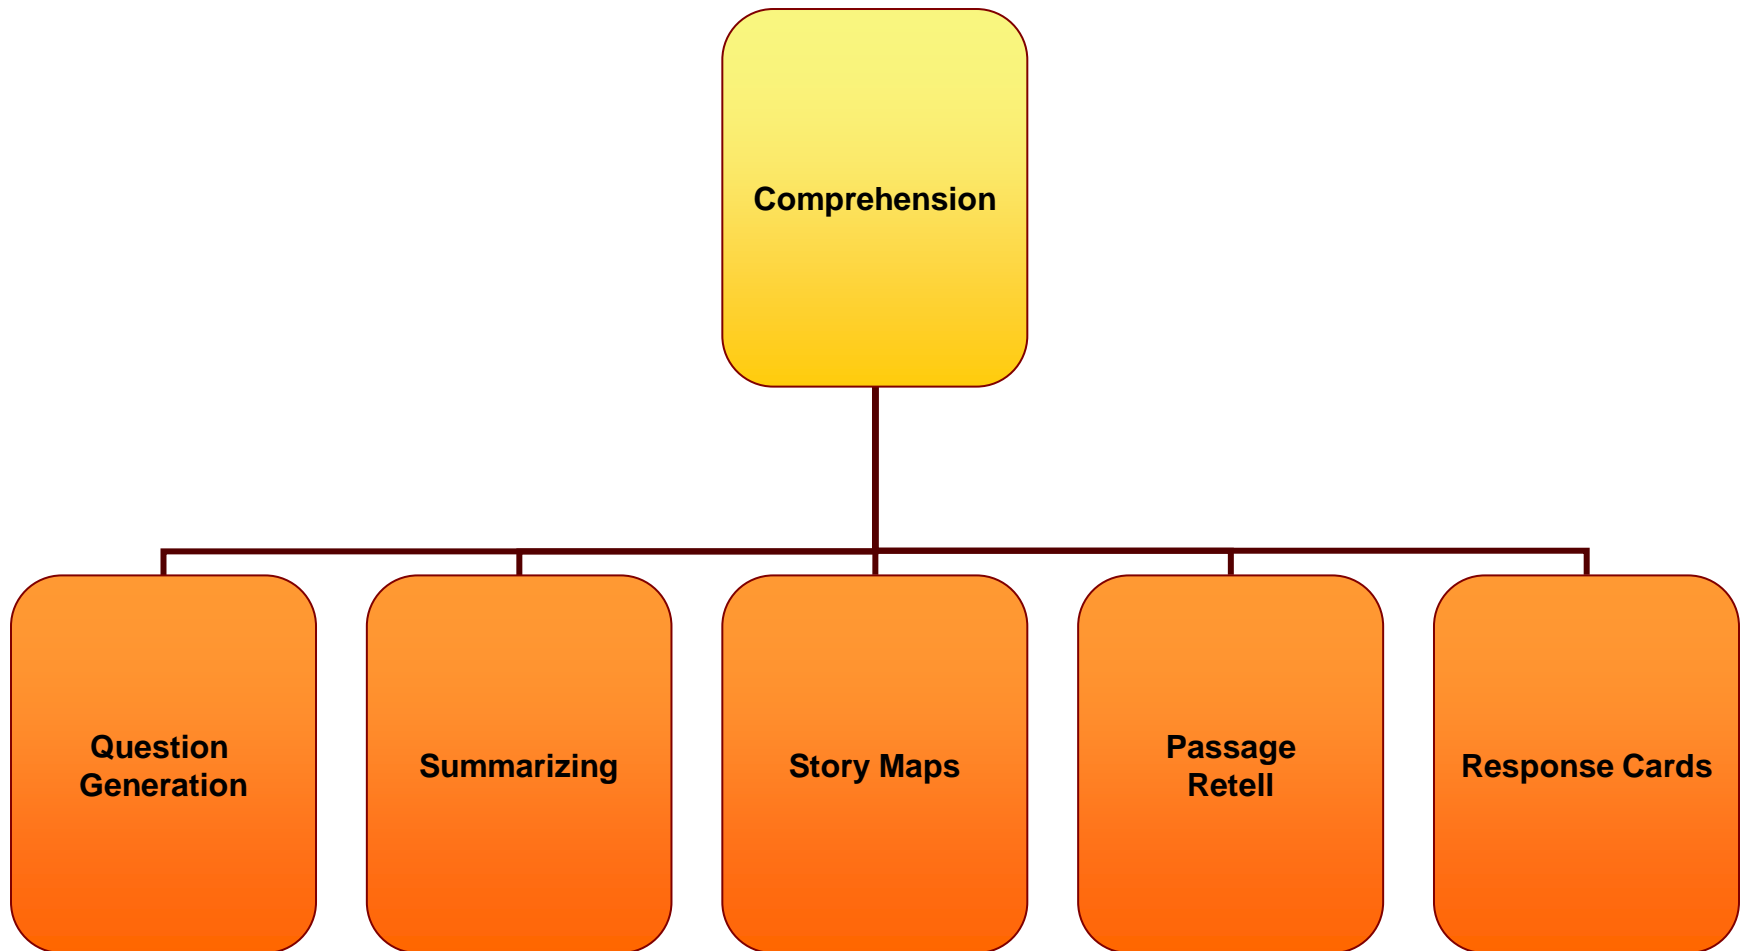 Comprehension
Question
Generation
Summarizing
Story Maps
Passage
Retell
Response Cards